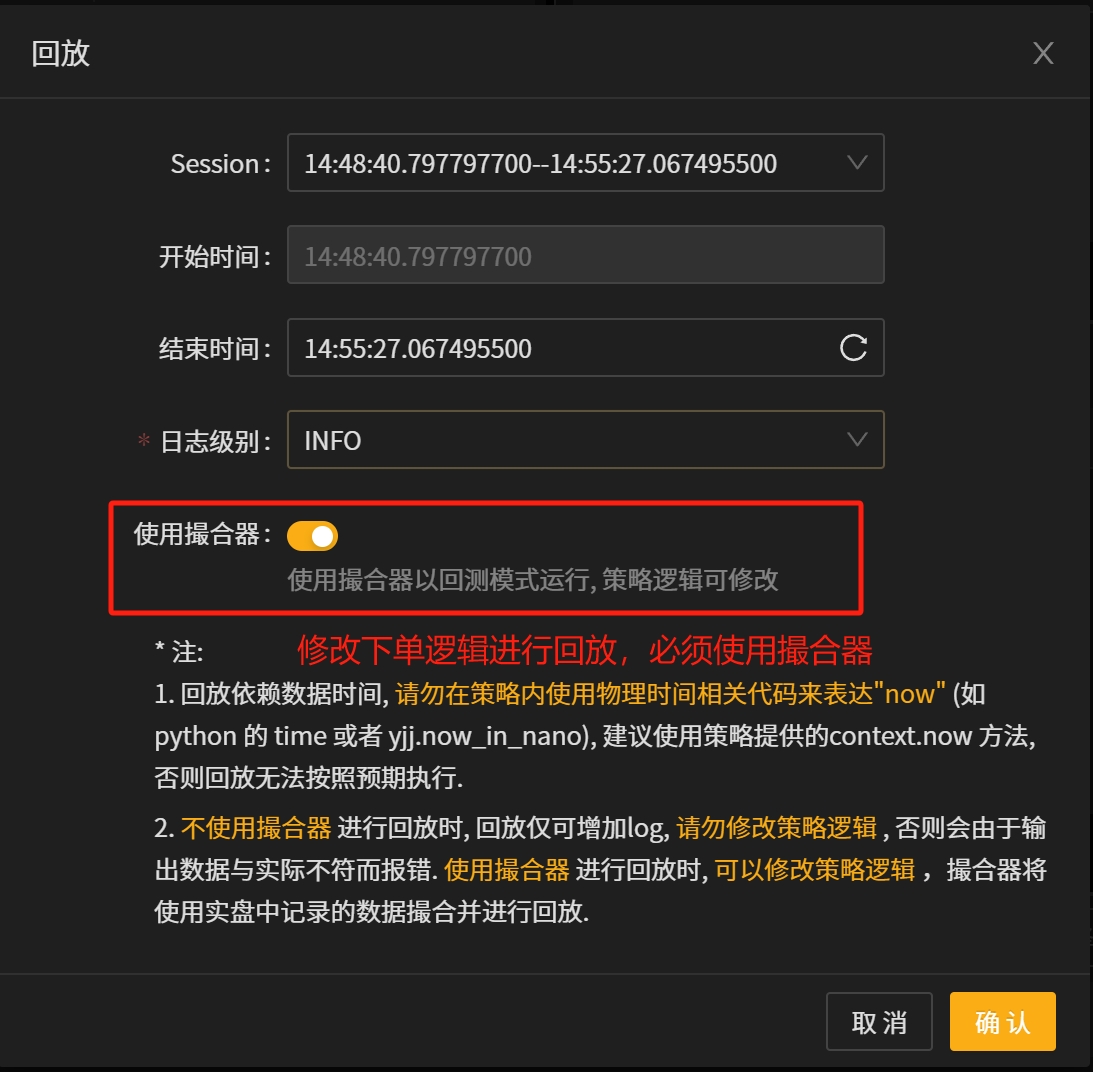 回放 X
Session : 14:48:40.797797700--14:55:27.067495500
开始时间 : 14:48:40.797797700
结束时间 : 14:55:27.067495500
* 日志级别 : INFO
使用撮合器 :
使用撮合器以回测模式运行, 策略逻辑可修改
* 注: 修改下单逻辑进行回放，必须使用撮合器
1. 回放依赖数据时间, 请勿在策略内使用物理时间相关代码来表达"now" (如
python 的 time 或者 yjj.now_in_nano), 建议使用策略提供的context.now 方法,
否则回放无法按照预期执行.
2. 不使用撮合器 进行回放时, 回放仅可增加log, 请勿修改策略逻辑 , 否则会由于输
出数据与实际不符而报错. 使用撮合器 进行回放时, 可以修改策略逻辑 ，撮合器将
使用实盘中记录的数据撮合并进行回放.
取 消 确 认